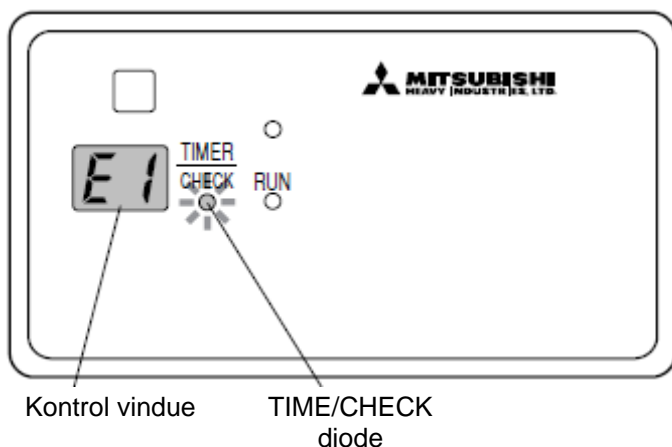 MITSUBISHI
HEAVY INDUSTRIES, LTD.
TIMER
E1
CHECK
RUN
Kontrol vindue
TIME/CHECK
diode